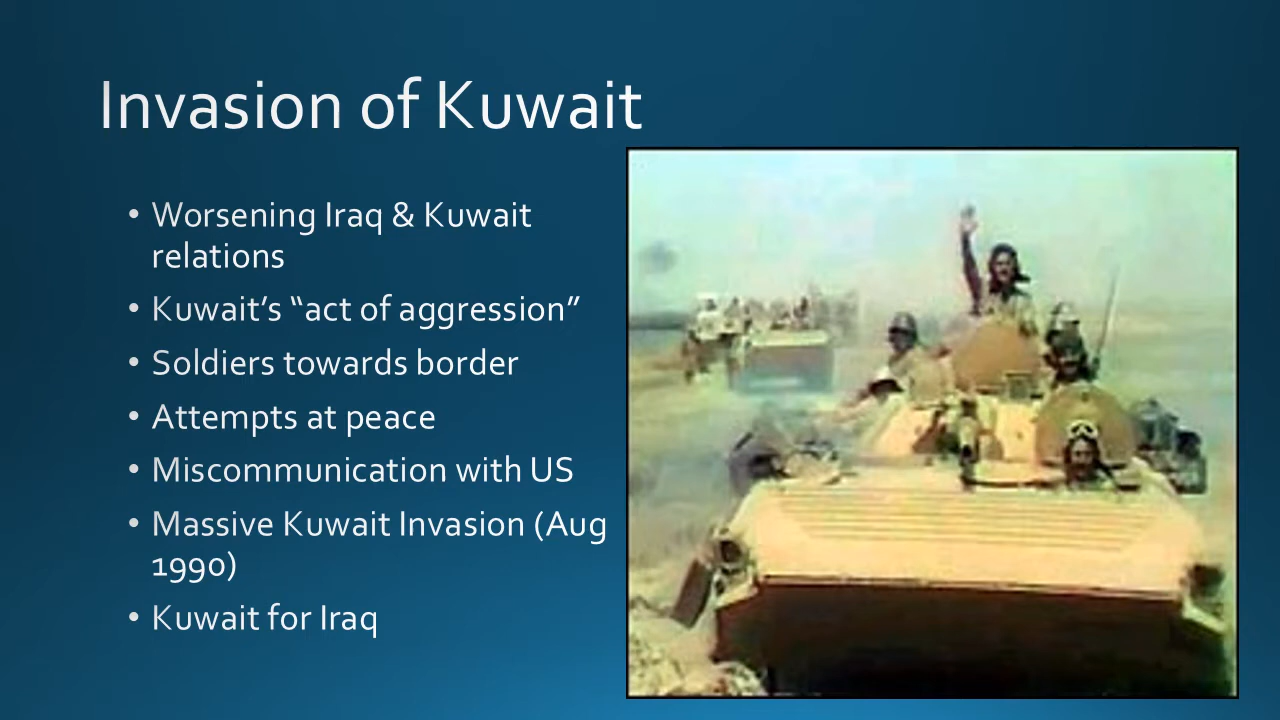 Invasion of Kuwait
• Worsening Iraq & Kuwait
relations
• Kuwait’s “act of aggression”
• Soldiers towards border
• Attempts at peace
• Miscommunication with US
• Massive Kuwait Invasion (Aug
1990)
• Kuwait for Iraq